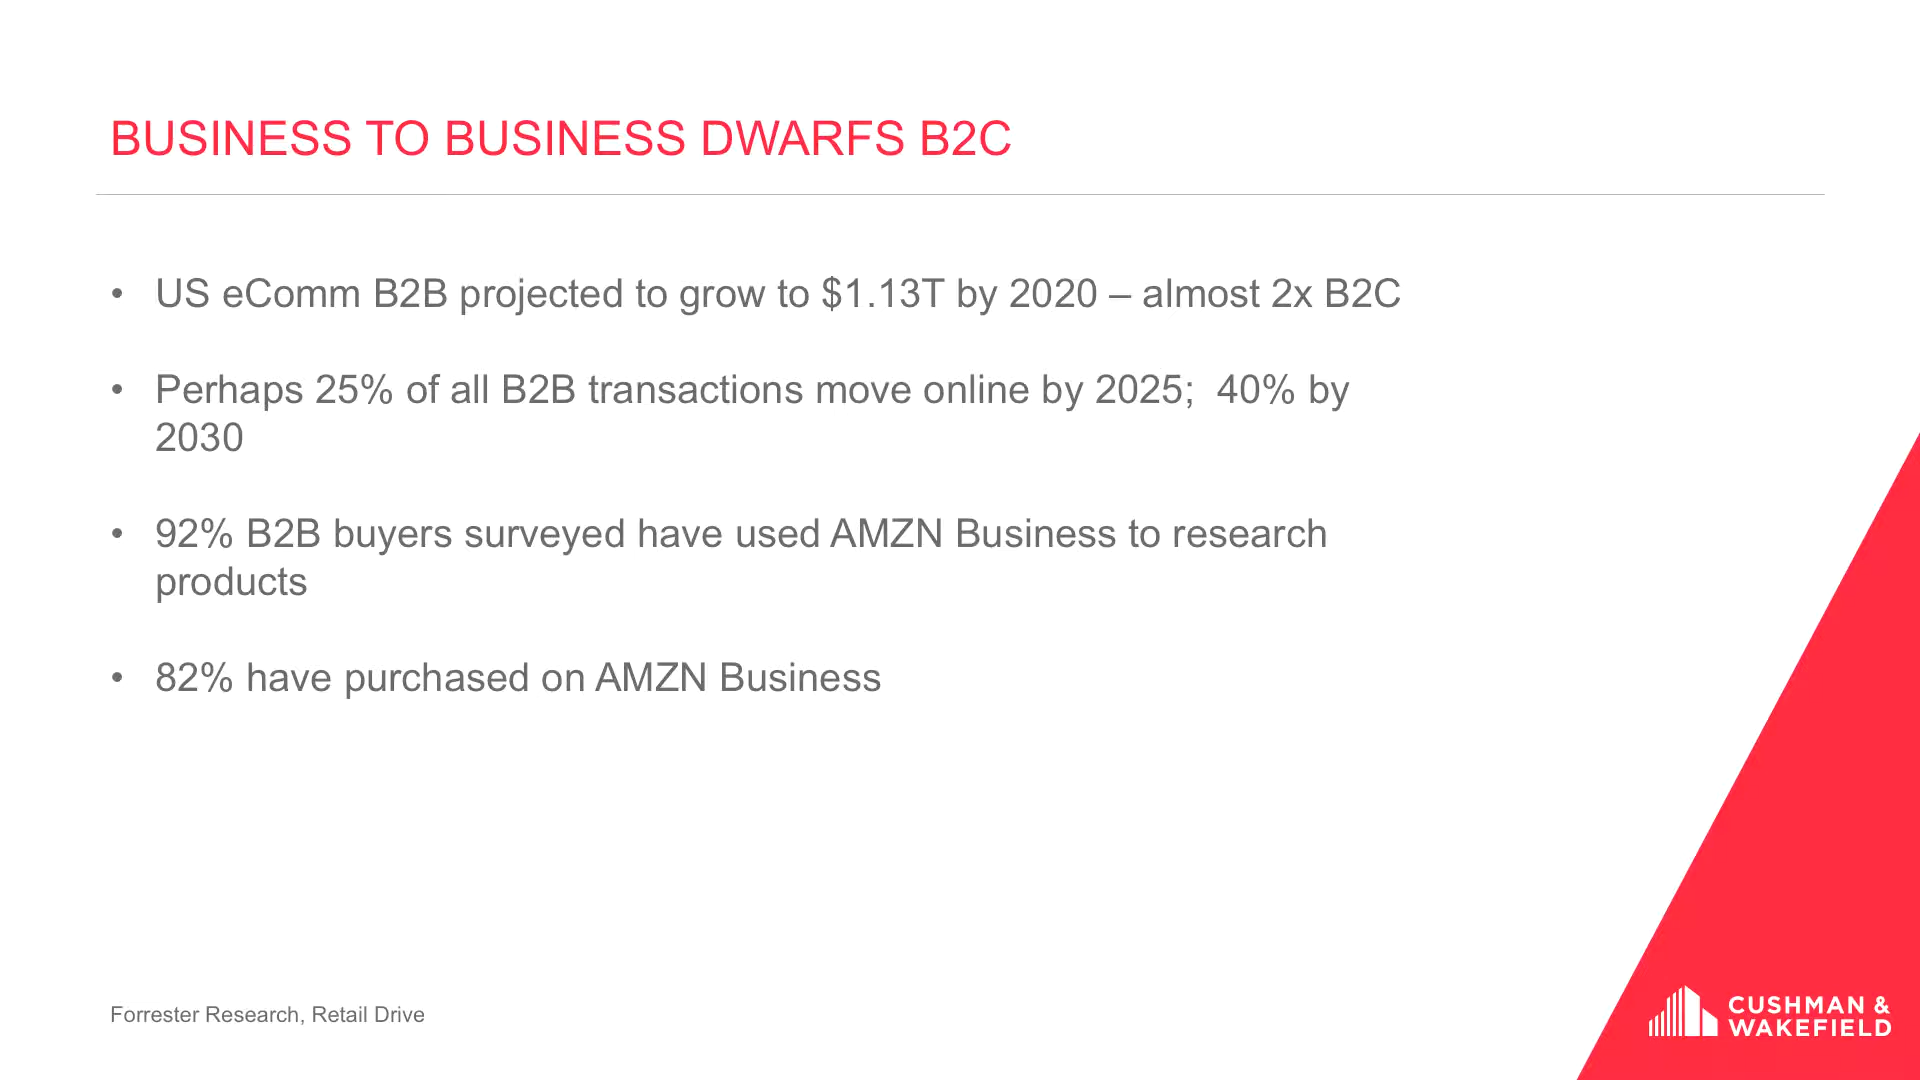 BUSINESS TO BUSINESS DWARFS B2C
• US eComm B2B projected to grow to $1.13T by 2020 – almost 2x B2C
• Perhaps 25% of all B2B transactions move online by 2025;  40% by
2030
• 92% B2B buyers surveyed have used AMZN Business to research
products
• 82% have purchased on AMZN Business
Forrester Research, Retail Drive
CUSHMAN &
WAKEFIELD